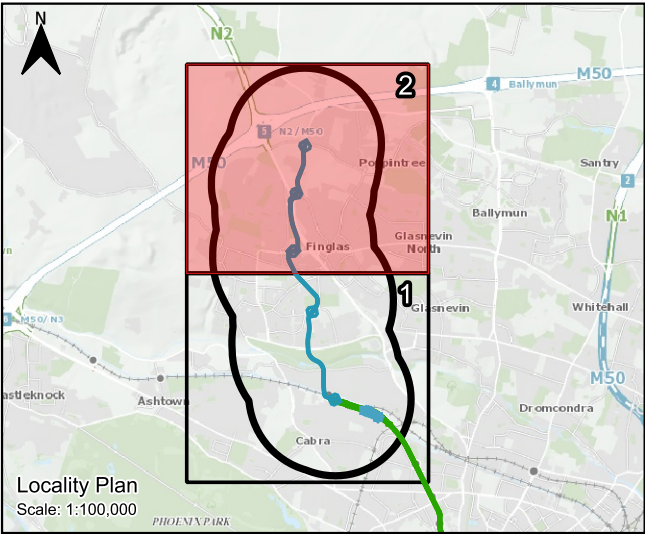 N
N2
2
M50
4 Ballymun
5 N2 / M50
M50
Poppintree
Santry
2
Ballymun
N1
Glasnevin
North
Finglas
1
Glasnevin
Whitehall
M50/ N3
M50
astleknock
Ashtown
Dromcondra
Cabra
Locality Plan
Scale: 1:100,000
PHOENIX PARK